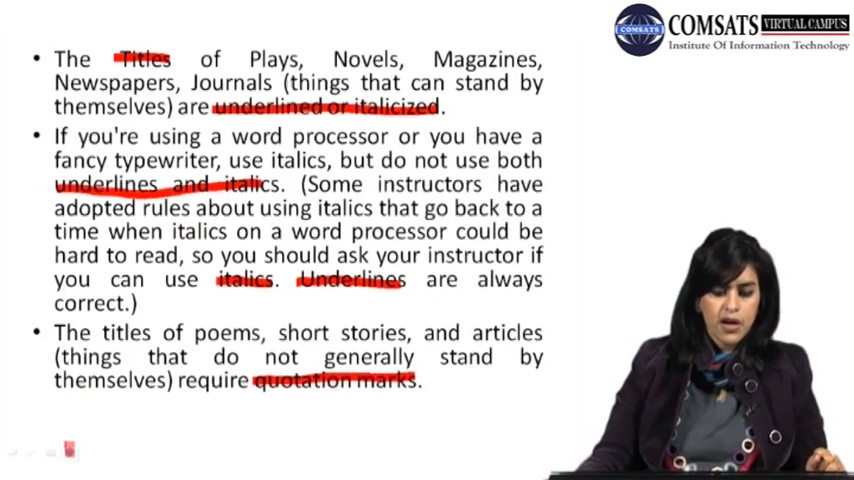 COMSATS VIRTUAL CAMPUS
Institute Of Information Technology
COMSATS
• The Titles of Plays, Novels, Magazines,
Newspapers, Journals (things that can stand by
themselves) are underlined or italicized.
• If you're using a word processor or you have a
fancy typewriter, use italics, but do not use both
underlines and italics. (Some instructors have
adopted rules about using italics that go back to a
time when italics on a word processor could be
hard to read, so you should ask your instructor if
you can use italics. Underlines are always
correct.)
• The titles of poems, short stories, and articles
(things that do not generally stand by
themselves) require quotation marks.